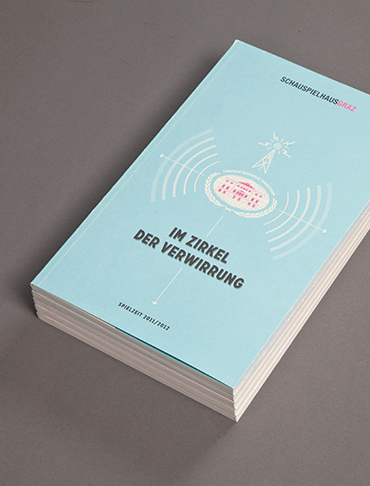 SCHAUSPIELHAUSGRAZ
IM ZIRKEL
DER VERWIRRUNG
SPIELZEIT 2011/2012